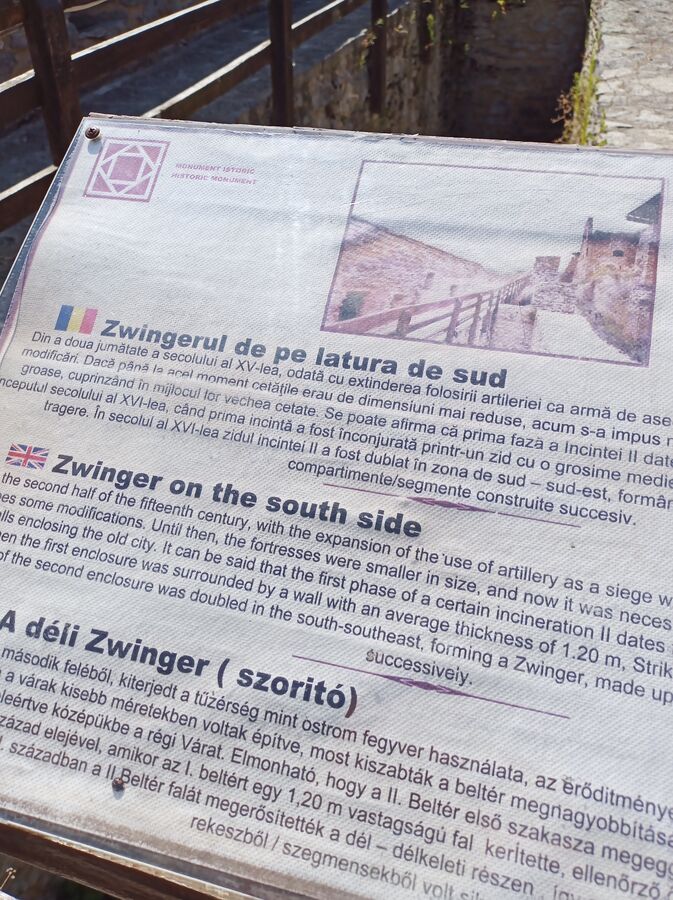 MONUMENT ISTORIC
HISTORIC MONUMENT
Zwingerul de pe latura de sud
Din a doua jumătate a secolului al XV-lea, odată cu extinderea folosirii artileriei ca armă de ase
modificări. Dacă până la acel moment cetățile erau de dimensiuni mai reduse, acum s-a impus
groase, cuprinzând în mijlocul lor vechea cetate. Se poate afirma că prima fază a Incintei II date
nceputul secolului al XVI-lea, când prima incintă a fost înconjurată printr-un zid cu o grosime medie
tragere. În secolul al XVI-lea zidul incintei II a fost dublat în zona de sud – sud-est, formân
compartimente/segmente construite succesiv.
Zwinger on the south side
the second half of the fifteenth century, with the expansion of the use of artillery as a siege w
es some modifications. Until then, the fortresses were smaller in size, and now it was neces
lls enclosing the old city. It can be said that the first phase of a certain incineration II dates
en the first enclosure was surrounded by a wall with an average thickness of 1.20 m, Strik
of the second enclosure was doubled in the south-southeast, forming a Zwinger, made up
successively.
A déli Zwinger ( szoritó)
második feléből, kiterjedt a tűzérség mint ostrom fegyver használata, az erőditménye
a várak kisebb méretekben voltak építve, most kiszabták a beltér megnagyobbítása
leértve középükbe a régi Várat. Elmonható, hogy a II. Beltér első szakasza megegg
század elejével, amikor az I. beltért egy 1,20 m vastagságú fal kerÍtette, ellenőrző
. században a II Beltér falát megerősítették a dél – délkeleti részen ,
rekeszből / szegmensekből volt